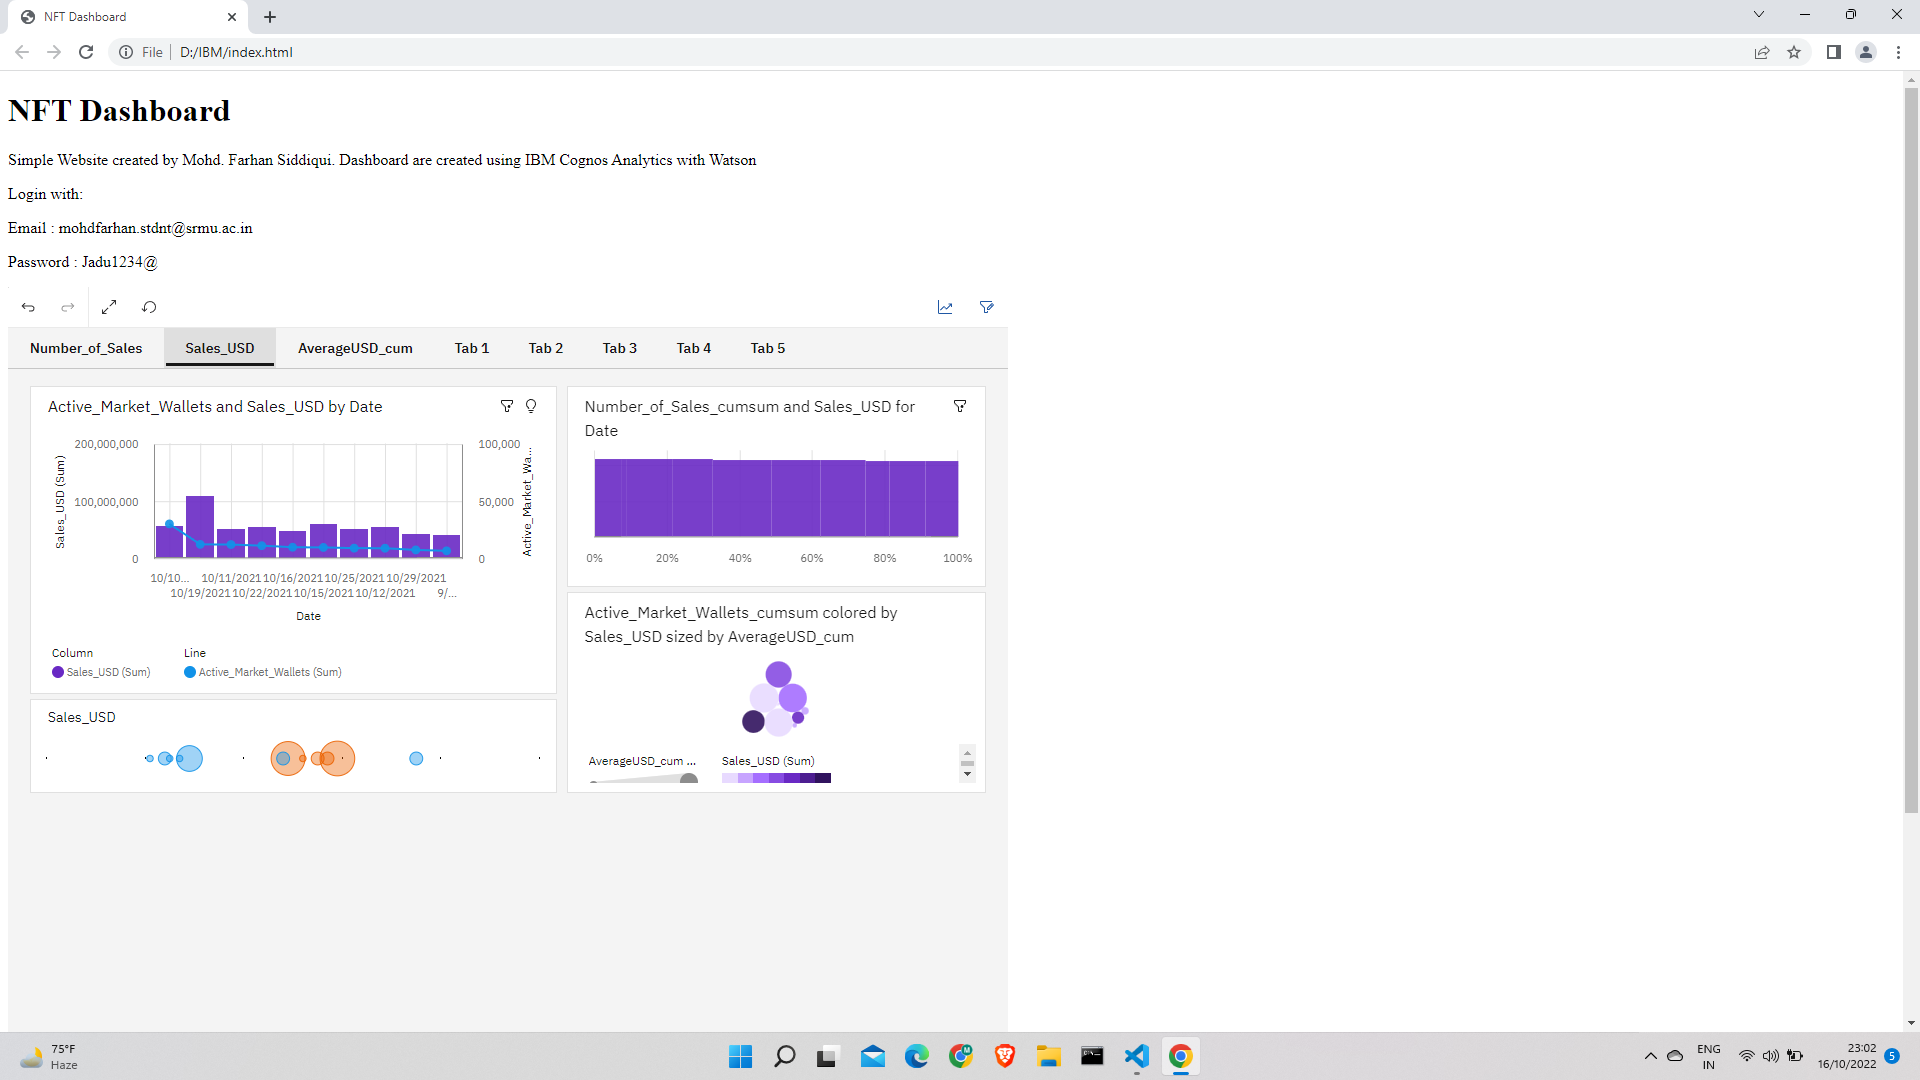 NFT Dashboard
File
D:/IBM/index.html
NFT Dashboard
Simple Website created by Mohd. Farhan Siddiqui. Dashboard are created using IBM Cognos Analytics with Watson
Login with:
Email : mohdfarhan.stdnt@srmu.ac.in
Password : Jadu1234@
Number_of_Sales Sales_USD AverageUSD_cum Tab 1 Tab 2 Tab 3 Tab 4 Tab 5
Active_Market_Wallets and Sales_USD by Date
Sales_USD (Sum)
200,000,000
100,000,000
0
100,000
50,000
0
Active_Market_Wa...
10/10... 10/11/2021 10/16/2021 10/25/2021 10/29/2021
10/19/2021 10/22/2021 10/15/2021 10/12/2021 9/...
Date
Column Line
Sales_USD (Sum) Active_Market_Wallets (Sum)
Sales_USD
Number_of_Sales_cumsum and Sales_USD for
Date
0% 20% 40% 60% 80% 100%
Active_Market_Wallets_cumsum colored by
Sales_USD sized by AverageUSD_cum
AverageUSD_cum ... Sales_USD (Sum)
75°F
Haze
ENG
IN
23:02
16/10/2022
5